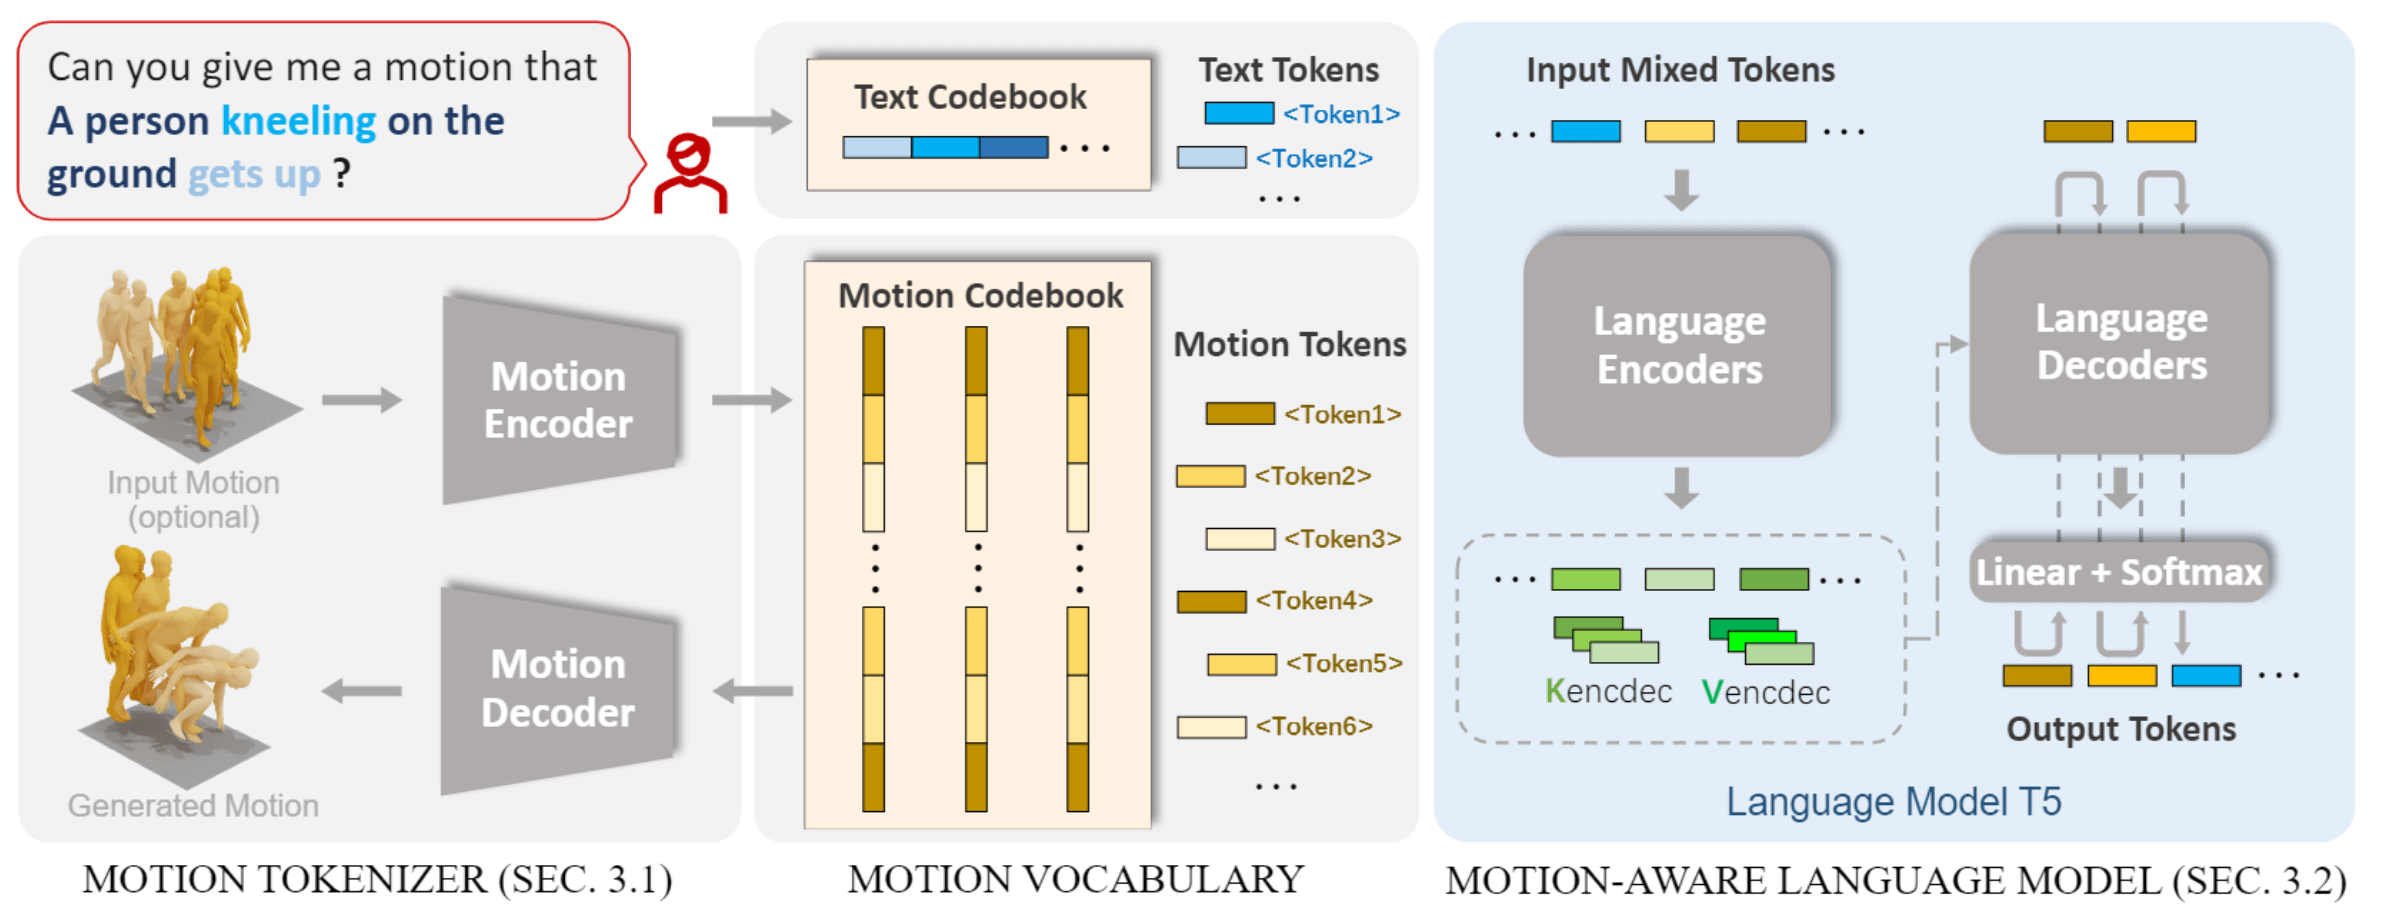 Can you give me a motion that
A person kneeling on the
ground gets up ?
Text Codebook
Text Tokens
<Token1>
<Token2>
Input Motion
(optional)
Motion
Encoder
Motion
Decoder
Generated Motion
MOTION TOKENIZER (SEC. 3.1)
Motion Codebook
Motion Tokens
<Token1>
<Token2>
<Token3>
<Token4>
<Token5>
<Token6>
MOTION VOCABULARY
Input Mixed Tokens
Language
Encoders
Language
Decoders
Kencdec
Vencdec
Linear + Softmax
Output Tokens
Language Model T5
MOTION-AWARE LANGUAGE MODEL (SEC. 3.2)